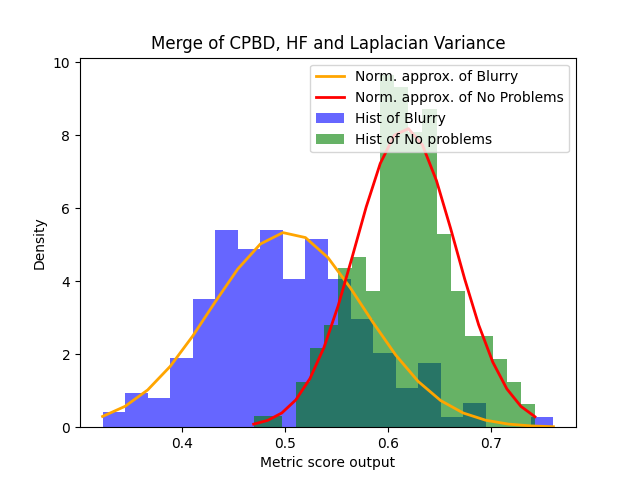 Merge of CPBD, HF and Laplacian Variance
10
8
6
4
2
0
Density
Norm. approx. of Blurry
Norm. approx. of No Problems
Hist of Blurry
Hist of No problems
0.4 0.5 0.6 0.7
Metric score output